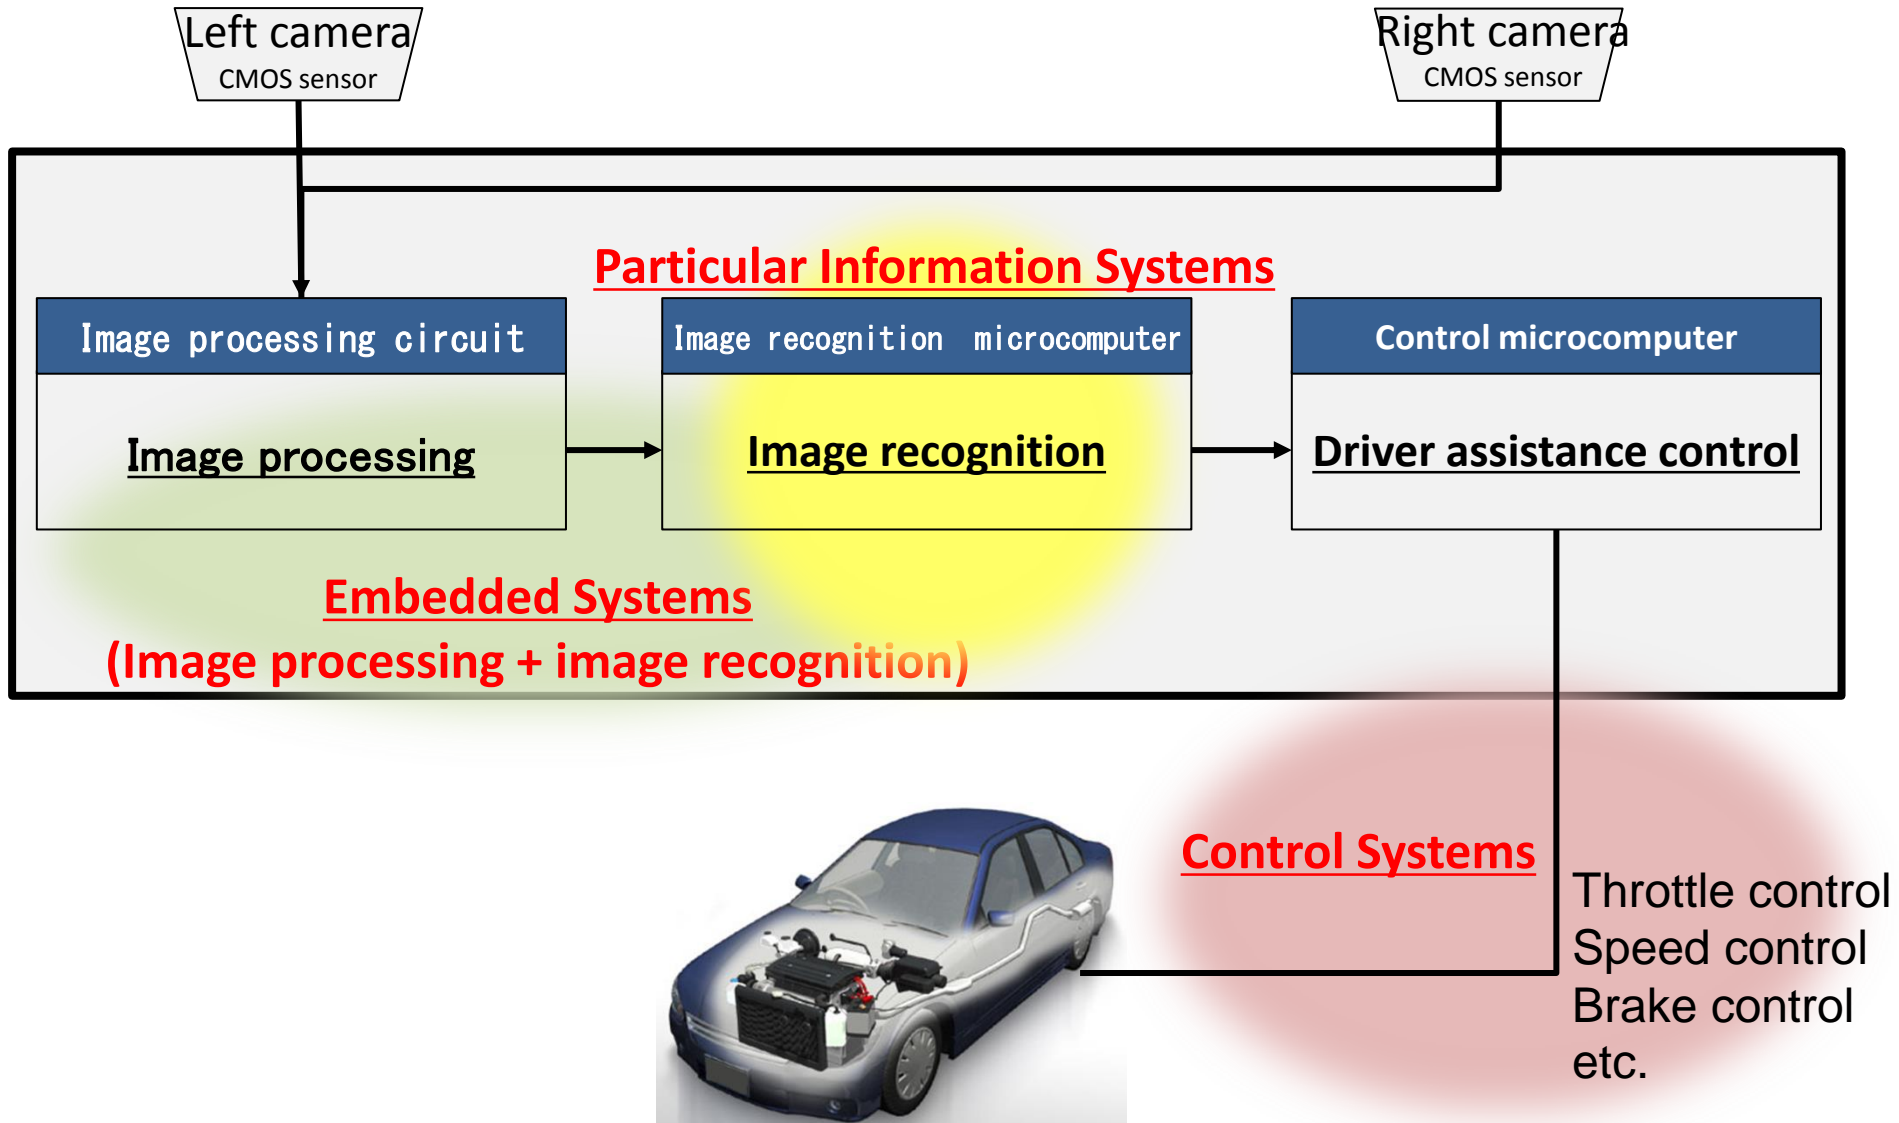 Left camera
CMOS sensor
Right camera
CMOS sensor
Particular Information Systems
Image processing circuit
Image processing
Image recognition microcomputer
Image recognition
Control microcomputer
Driver assistance control
Embedded Systems
(Image processing + image recognition)
Control Systems
Throttle control
Speed control
Brake control
etc.